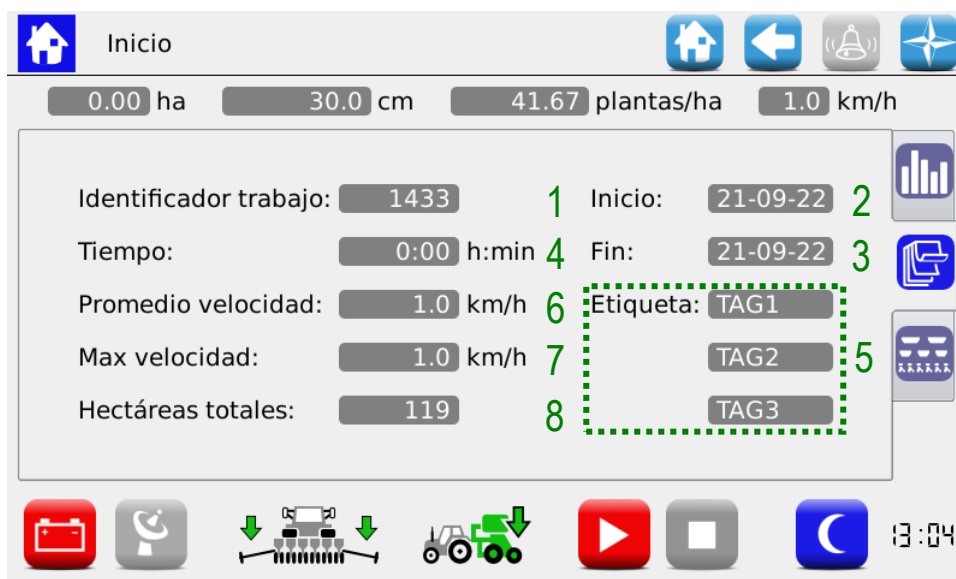 Inicio
0.00 ha 30.0 cm 41.67 plantas/ha 1.0 km/h
Identificador trabajo: 1433 1 Inicio: 21-09-22 2
Tiempo: 0:00 h:min 4 Fin: 21-09-22 3
Promedio velocidad: 1.0 km/h 6 Etiqueta: TAG1
Max velocidad: 1.0 km/h 7 TAG2 5
Hectáreas totales: 119 8 TAG3
13:04